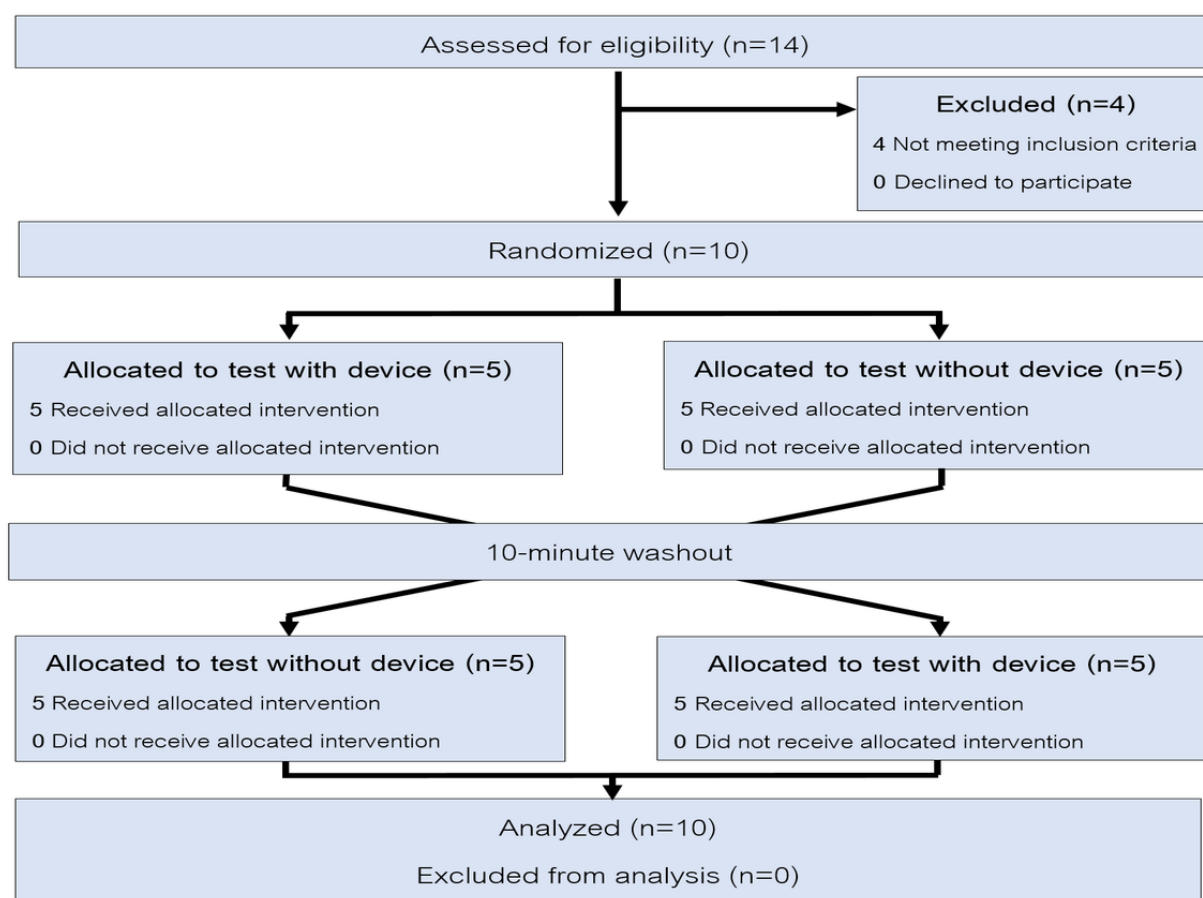 Assessed for eligibility (n=14)
Excluded (n=4)
4 Not meeting inclusion criteria
0 Declined to participate
Randomized (n=10)
Allocated to test with device (n=5)
5 Received allocated intervention
0 Did not receive allocated intervention
Allocated to test without device (n=5)
5 Received allocated intervention
0 Did not receive allocated intervention
10-minute washout
Allocated to test without device (n=5)
5 Received allocated intervention
0 Did not receive allocated intervention
Allocated to test with device (n=5)
5 Received allocated intervention
0 Did not receive allocated intervention
Analyzed (n=10)
Excluded from analysis (n=0)